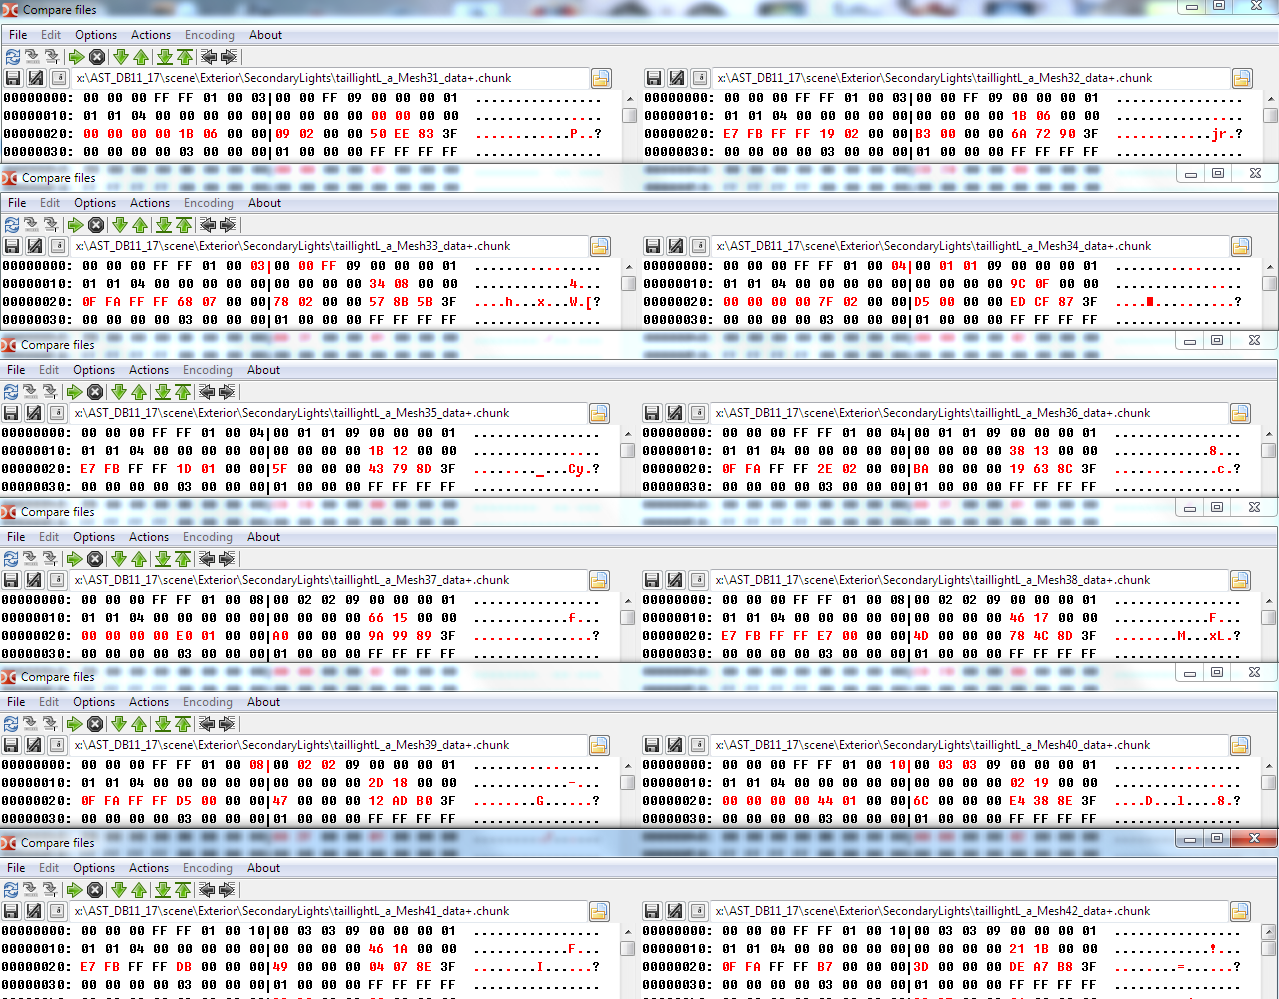 Compare files
File Edit Options Actions Encoding About
x:\AST_DB11_17\scene\Exterior\SecondaryLights\taillightL_a_Mesh31_data+.chunk x:\AST_DB11_17\scene\Exterior\SecondaryLights\taillightL_a_Mesh32_data+.chunk
00000000: 00 00 00 FF FF 01 00 03|00 00 FF 09 00 00 00 01 ................ 00000000: 00 00 00 FF FF 01 00 03|00 00 FF 09 00 00 00 01 ................
00000010: 01 01 04 00 00 00 00 00 00 00 00 00 00 00 00 00 ................ 00000010: 01 01 04 00 00 00 00 00 00 00 00 00 1B 06 00 00 ................
00000020: 00 00 00 00 1B 06 00 00|09 02 00 00 50 EE 83 3F ............P..? 00000020: E7 FB FF FF 19 02 00 00|B3 00 00 00 6A 72 90 3F ............jr.?
00000030: 00 00 00 00 03 00 00 00|01 00 00 00 FF FF FF FF ................ 00000030: 00 00 00 00 03 00 00 00|01 00 00 00 FF FF FF FF ................
Compare files
File Edit Options Actions Encoding About
x:\AST_DB11_17\scene\Exterior\SecondaryLights\taillightL_a_Mesh33_data+.chunk x:\AST_DB11_17\scene\Exterior\SecondaryLights\taillightL_a_Mesh34_data+.chunk
00000000: 00 00 00 FF FF 01 00 03|00 00 FF 09 00 00 00 01 ................ 00000000: 00 00 00 FF FF 01 00 04|00 01 01 09 00 00 00 01 ................
00000010: 01 01 04 00 00 00 00 00 00 00 00 00 34 08 00 00 ............4... 00000010: 01 01 04 00 00 00 00 00 00 00 00 00 9C 0F 00 00 ................
00000020: 0F FA FF FF 68 07 00 00|78 02 00 00 57 8B 5B 3F ....h...x...W.[? 00000020: 00 00 00 00 7F 02 00 00|D5 00 00 00 ED CF 87 3F ....■..........?
00000030: 00 00 00 00 03 00 00 00|01 00 00 00 FF FF FF FF ................ 00000030: 00 00 00 00 03 00 00 00|01 00 00 00 FF FF FF FF ................
Compare files
File Edit Options Actions Encoding About
x:\AST_DB11_17\scene\Exterior\SecondaryLights\taillightL_a_Mesh35_data+.chunk x:\AST_DB11_17\scene\Exterior\SecondaryLights\taillightL_a_Mesh36_data+.chunk
00000000: 00 00 00 FF FF 01 00 04|00 01 01 09 00 00 00 01 ................ 00000000: 00 00 00 FF FF 01 00 04|00 01 01 09 00 00 00 01 ................
00000010: 01 01 04 00 00 00 00 00 00 00 00 00 1B 12 00 00 ................ 00000010: 01 01 04 00 00 00 00 00 00 00 00 00 38 13 00 00 ............8...
00000020: E7 FB FF FF 1D 01 00 00|5F 00 00 00 43 79 8D 3F ........_...Cy.? 00000020: 0F FA FF FF 2E 02 00 00|BA 00 00 00 19 63 8C 3F .............c.?
00000030: 00 00 00 00 03 00 00 00|01 00 00 00 FF FF FF FF ................ 00000030: 00 00 00 00 03 00 00 00|01 00 00 00 FF FF FF FF ................
Compare files
File Edit Options Actions Encoding About
x:\AST_DB11_17\scene\Exterior\SecondaryLights\taillightL_a_Mesh37_data+.chunk x:\AST_DB11_17\scene\Exterior\SecondaryLights\taillightL_a_Mesh38_data+.chunk
00000000: 00 00 00 FF FF 01 00 08|00 02 02 09 00 00 00 01 ................ 00000000: 00 00 00 FF FF 01 00 08|00 02 02 09 00 00 00 01 ................
00000010: 01 01 04 00 00 00 00 00 00 00 00 00 66 15 00 00 ............f... 00000010: 01 01 04 00 00 00 00 00 00 00 00 00 46 17 00 00 ............F...
00000020: 00 00 00 00 E0 01 00 00|A0 00 00 00 9A 99 89 3F ...............? 00000020: E7 FB FF FF E7 00 00 00|4D 00 00 00 78 4C 8D 3F ........M...xL.?
00000030: 00 00 00 00 03 00 00 00|01 00 00 00 FF FF FF FF ................ 00000030: 00 00 00 00 03 00 00 00|01 00 00 00 FF FF FF FF ................
Compare files
File Edit Options Actions Encoding About
x:\AST_DB11_17\scene\Exterior\SecondaryLights\taillightL_a_Mesh39_data+.chunk x:\AST_DB11_17\scene\Exterior\SecondaryLights\taillightL_a_Mesh40_data+.chunk
00000000: 00 00 00 FF FF 01 00 08|00 02 02 09 00 00 00 01 ................ 00000000: 00 00 00 FF FF 01 00 10|00 03 03 09 00 00 00 01 ................
00000010: 01 01 04 00 00 00 00 00 00 00 00 00 2D 18 00 00 ............-... 00000010: 01 01 04 00 00 00 00 00 00 00 00 00 02 19 00 00 ................
00000020: 0F FA FF FF D5 00 00 00|47 00 00 00 12 AD B0 3F ........G......? 00000020: 00 00 00 00 44 01 00 00|6C 00 00 00 E4 38 8E 3F ....D...l....8.?
00000030: 00 00 00 00 03 00 00 00|01 00 00 00 FF FF FF FF ................ 00000030: 00 00 00 00 03 00 00 00|01 00 00 00 FF FF FF FF ................
Compare files
File Edit Options Actions Encoding About
x:\AST_DB11_17\scene\Exterior\SecondaryLights\taillightL_a_Mesh41_data+.chunk x:\AST_DB11_17\scene\Exterior\SecondaryLights\taillightL_a_Mesh42_data+.chunk
00000000: 00 00 00 FF FF 01 00 10|00 03 03 09 00 00 00 01 ................ 00000000: 00 00 00 FF FF 01 00 10|00 03 03 09 00 00 00 01 ................
00000010: 01 01 04 00 00 00 00 00 00 00 00 00 46 1A 00 00 ............F... 00000010: 01 01 04 00 00 00 00 00 00 00 00 00 21 1B 00 00 ............!...
00000020: E7 FB FF FF DB 00 00 00|49 00 00 00 04 07 8E 3F ........I......? 00000020: 0F FA FF FF B7 00 00 00|3D 00 00 00 DE A7 B8 3F ........=......?
00000030: 00 00 00 00 03 00 00 00|01 00 00 00 FF FF FF FF ................ 00000030: 00 00 00 00 03 00 00 00|01 00 00 00 FF FF FF FF ................